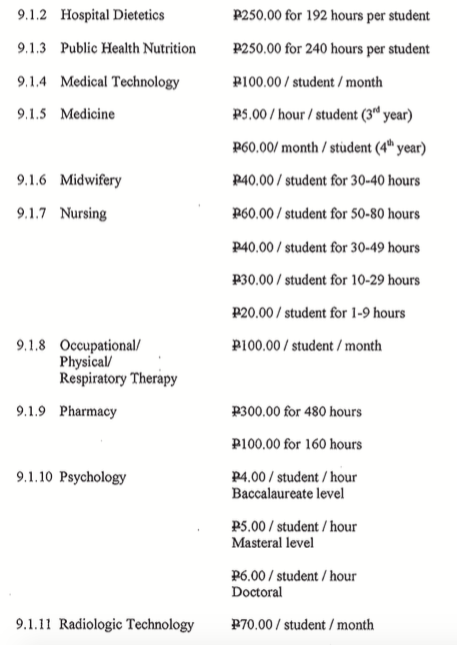 9.1.2 Hospital Dietetics ₱250.00 for 192 hours per student
9.1.3 Public Health Nutrition ₱250.00 for 240 hours per student
9.1.4 Medical Technology ₱100.00 / student / month
9.1.5 Medicine ₱5.00 / hour / student (3rd year)
₱60.00/ month / student (4th year)
9.1.6 Midwifery ₱40.00 / student for 30-40 hours
9.1.7 Nursing ₱60.00 / student for 50-80 hours
₱40.00 / student for 30-49 hours
₱30.00 / student for 10-29 hours
₱20.00 / student for 1-9 hours
9.1.8 Occupational/ ₱100.00 / student / month
Physical/
Respiratory Therapy
9.1.9 Pharmacy ₱300.00 for 480 hours
₱100.00 for 160 hours
9.1.10 Psychology ₱4.00 / student / hour
Baccalaureate level
₱5.00 / student / hour
Masteral level
₱6.00 / student / hour
Doctoral
9.1.11 Radiologic Technology ₱70.00 / student / month